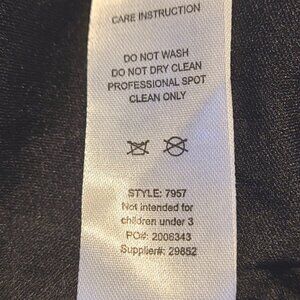 CARE INSTRUCTION
DO NOT WASH
DO NOT DRY CLEAN
PROFESSIONAL SPOT
CLEAN ONLY
STYLE: 7957
Not intended for
children under 3
PO#: 2006343
Supplier#: 29852